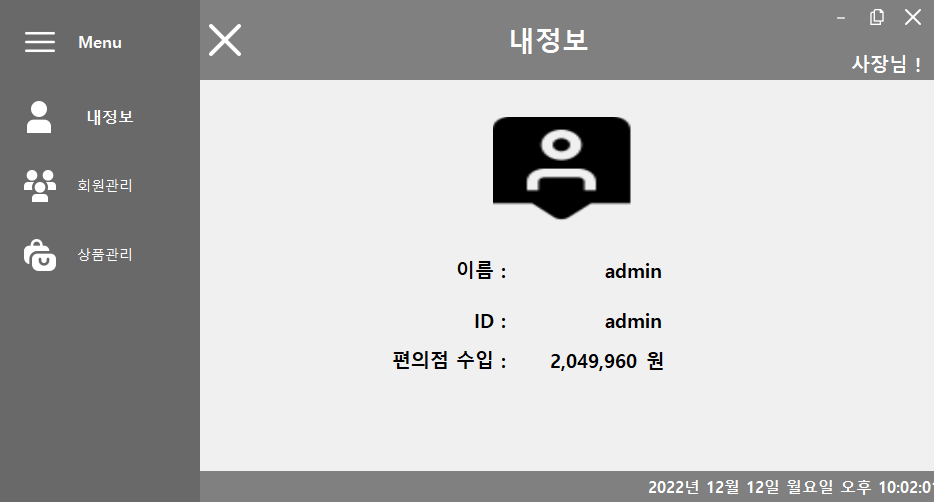 Menu
내정보
회원관리
상품관리
내정보
사장님 !
이름 : admin
ID : admin
편의점 수입 : 2,049,960 원
2022년 12월 12일 월요일 오후 10:02:01